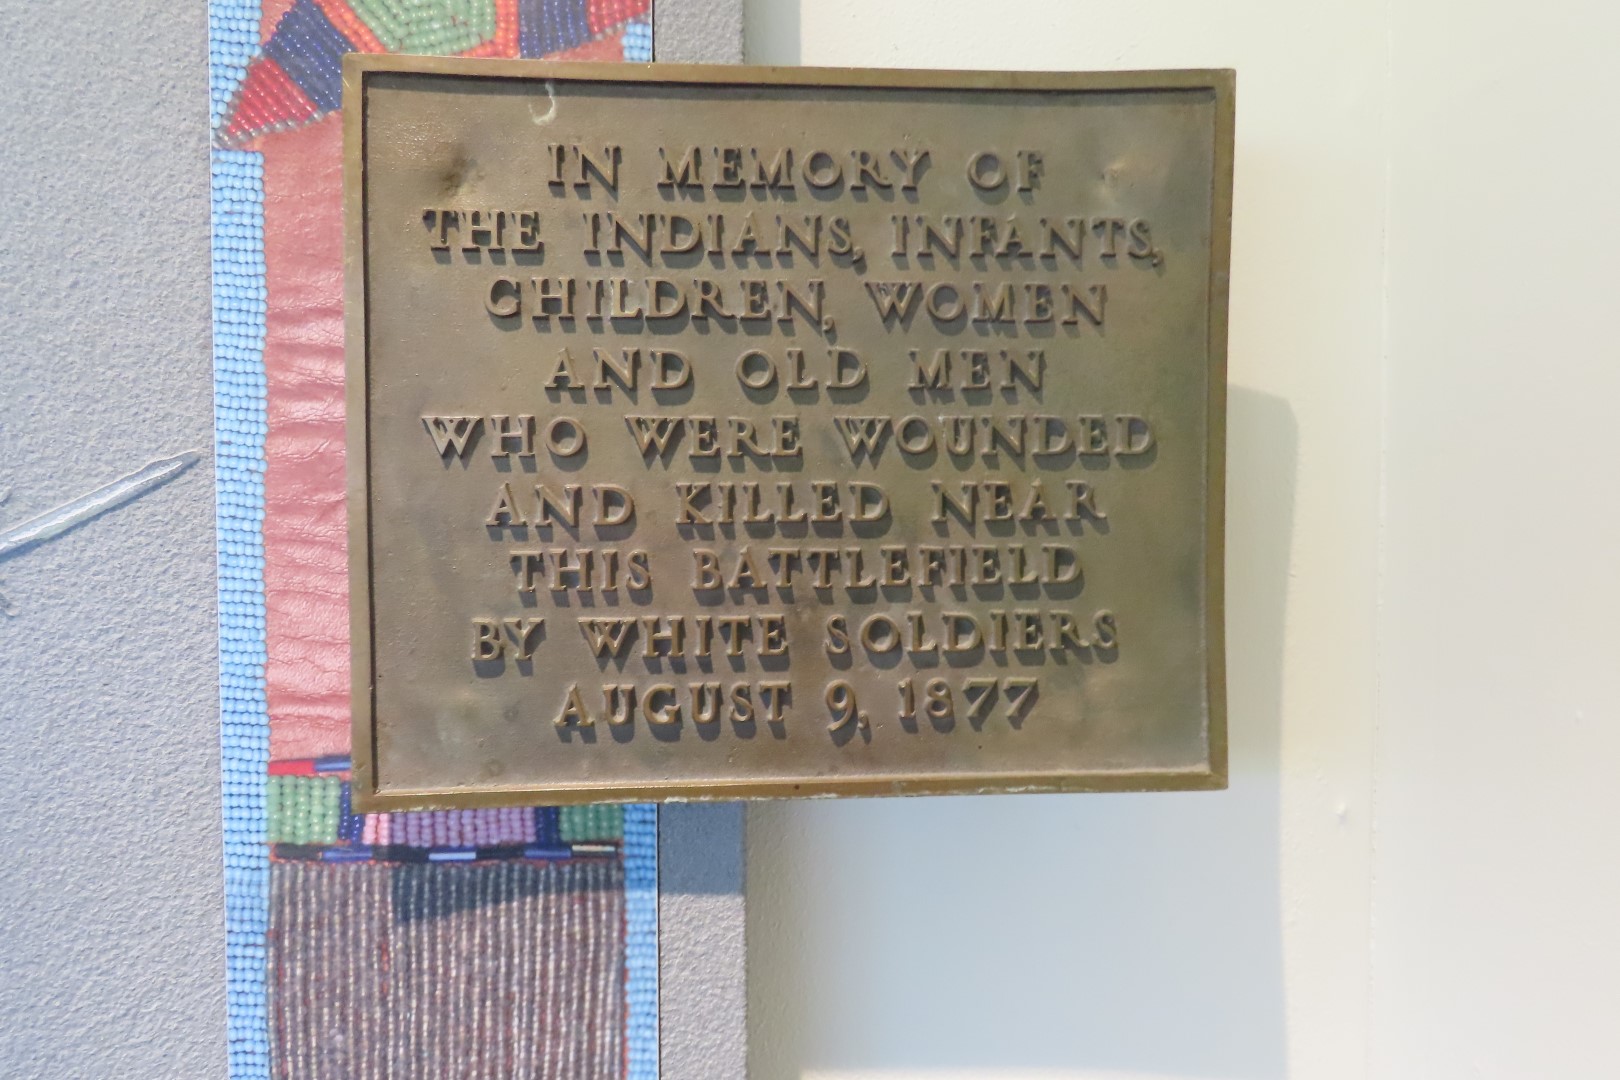 IN MEMORY OF
THE INDIANS, INFANTS,
CHILDREN, WOMEN
AND OLD MEN
WHO WERE WOUNDED
AND KILLED NEAR
THIS BATTLEFIELD
BY WHITE SOLDIERS
AUGUST 9, 1877